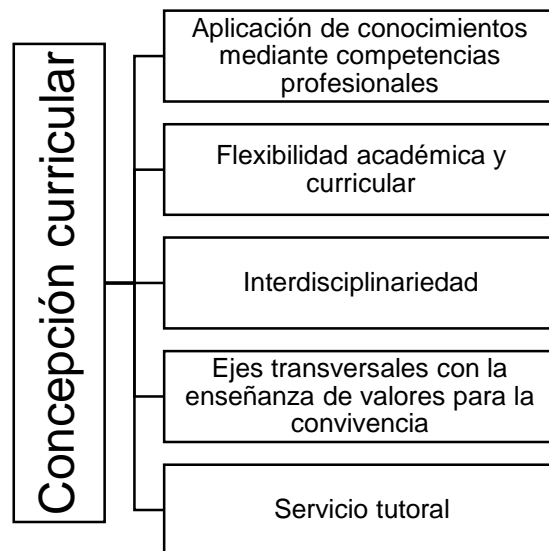 Concepción curricular
Aplicación de conocimientos
mediante competencias
profesionales
Flexibilidad académica y
curricular
Interdisciplinariedad
Ejes transversales con la
enseñanza de valores para la
convivencia
Servicio tutoral